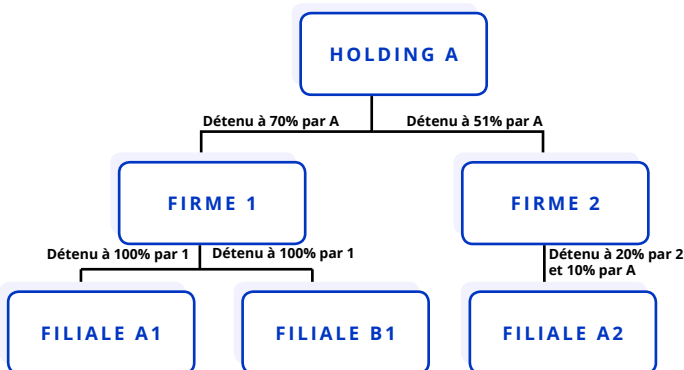 HOLDING A
Détenu à 70% par A
Détenu à 51% par A
FIRME 1
FIRME 2
Détenu à 100% par 1
Détenu à 100% par 1
Détenu à 20% par 2
et 10% par A
FILIALE A1
FILIALE B1
FILIALE A2